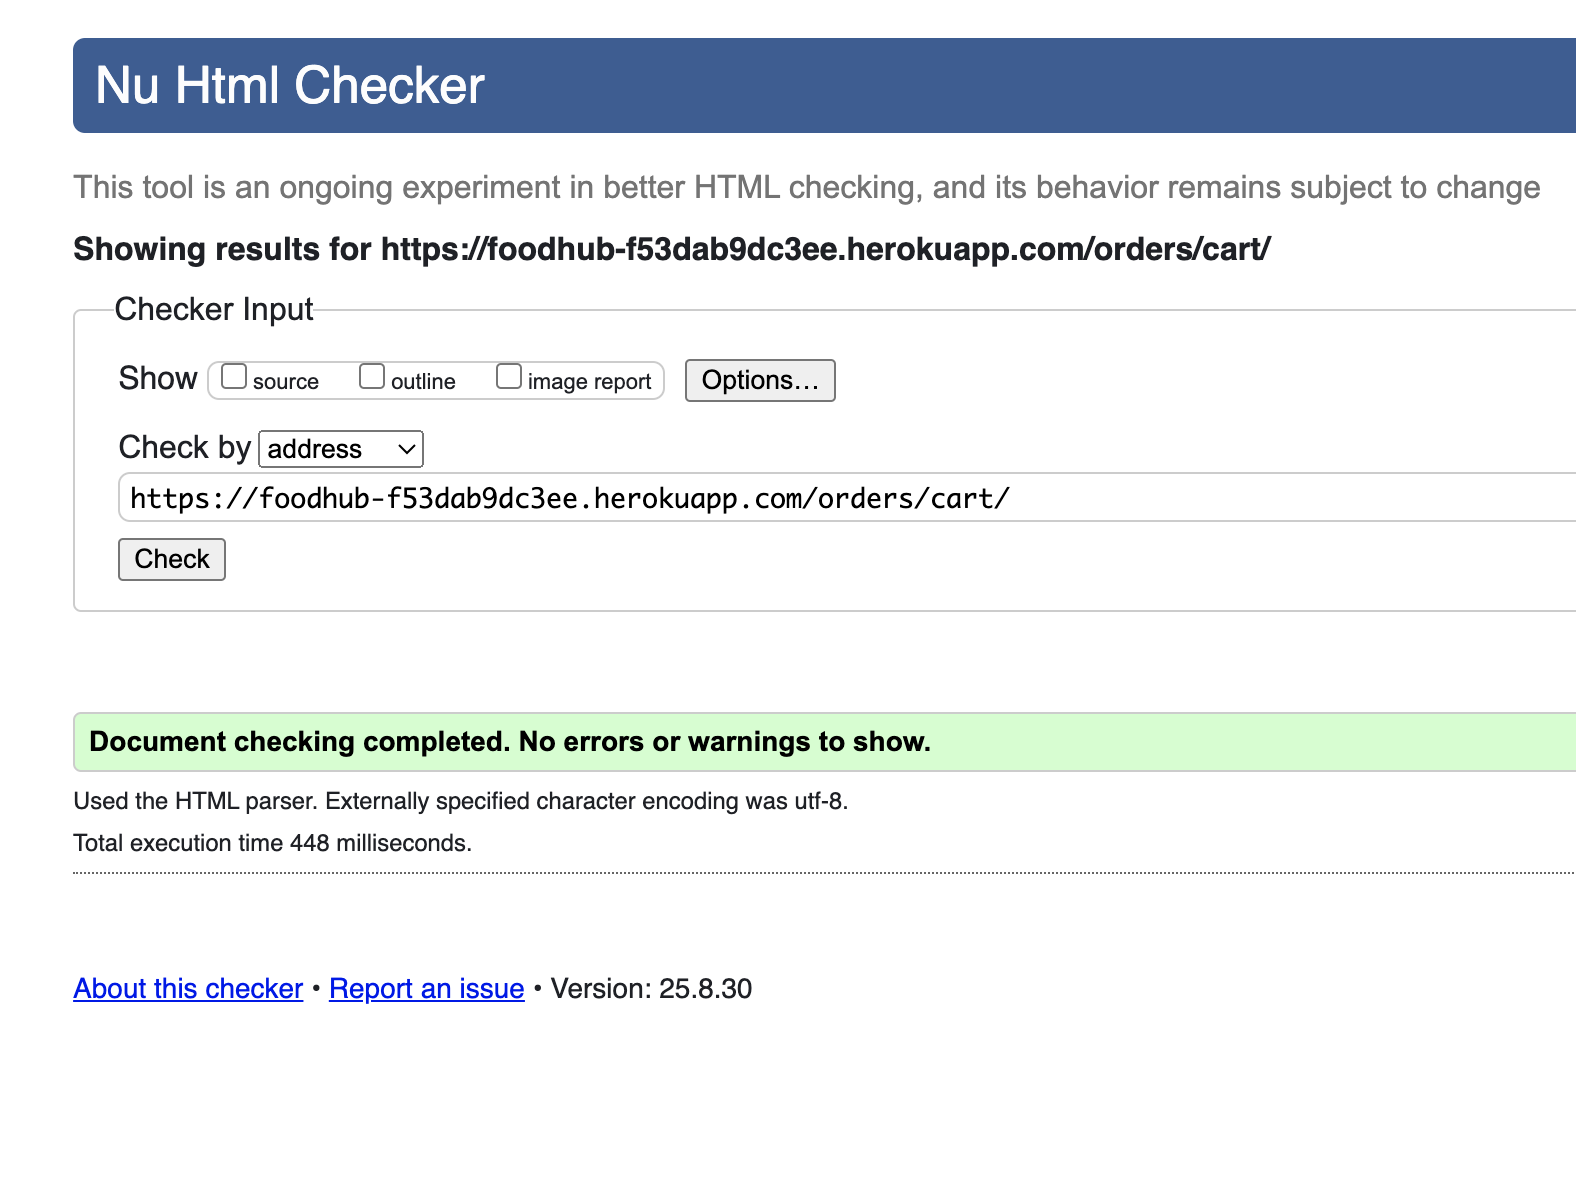 Nu Html Checker
This tool is an ongoing experiment in better HTML checking, and its behavior remains subject to change
Showing results for https://foodhub-f53dab9dc3ee.herokuapp.com/orders/cart/
Checker Input
Show source outline image report Options…
Check by address
https://foodhub-f53dab9dc3ee.herokuapp.com/orders/cart/
Check
Document checking completed. No errors or warnings to show.
Used the HTML parser. Externally specified character encoding was utf-8.
Total execution time 448 milliseconds.
About this checker • Report an issue • Version: 25.8.30